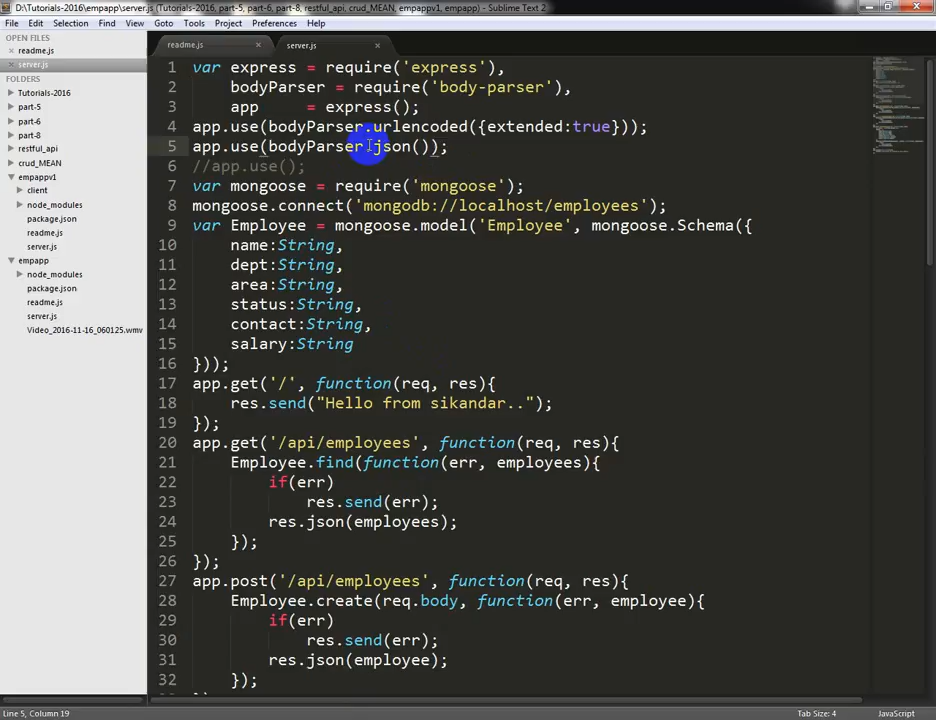 D:\Tutorials-2016\empapp\server.js (Tutorials-2016, part-5, part-6, part-8, restful_api, crud_MEAN, empappv1, empapp) - Sublime Text 2
File Edit Selection Find View Goto Tools Project Preferences Help
OPEN FILES
readme.js
server.js
FOLDERS
Tutorials-2016
part-5
part-6
part-8
restful_api
crud_MEAN
empappv1
client
node_modules
package.json
readme.js
server.js
empapp
node_modules
package.json
readme.js
server.js
Video_2016-11-16_060125.wmv
readme.js × server.js ×
1 var express = require('express'),
2 bodyParser = require('body-parser'),
3 app = express();
4 app.use(bodyParser.urlencoded({extended:true}));
5 app.use(bodyParser.json());
6 //app.use();
7 var mongoose = require('mongoose');
8 mongoose.connect('mongodb://localhost/employees');
9 var Employee = mongoose.model('Employee', mongoose.Schema({
10 name:String,
11 dept:String,
12 area:String,
13 status:String,
14 contact:String,
15 salary:String
16 }));
17 app.get('/', function(req, res){
18 res.send("Hello from sikandar..");
19 });
20 app.get('/api/employees', function(req, res){
21 Employee.find(function(err, employees){
22 if(err)
23 res.send(err);
24 res.json(employees);
25 });
26 });
27 app.post('/api/employees', function(req, res){
28 Employee.create(req.body, function(err, employee){
29 if(err)
30 res.send(err);
31 res.json(employee);
32 });
Line 5, Column 19 Tab Size: 4 JavaScript